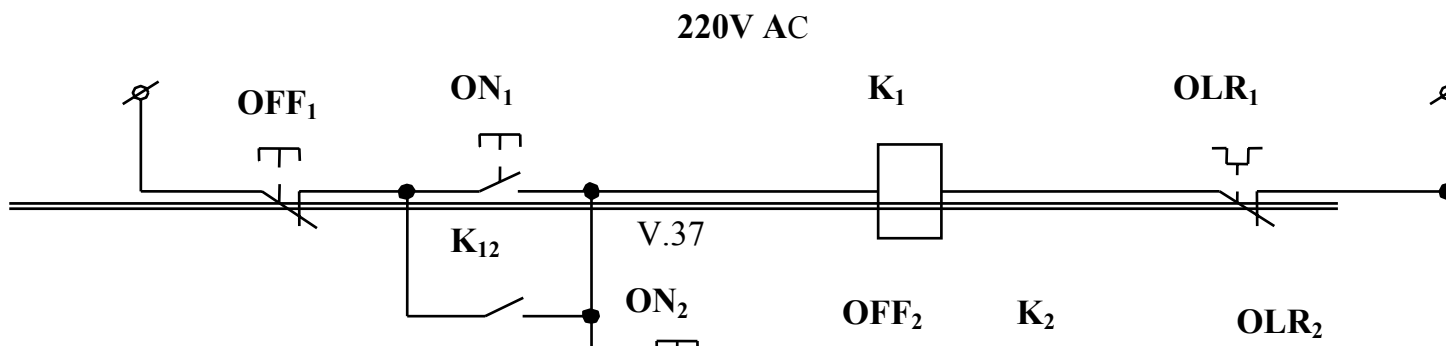 220V AC
OFF₁ ON₁ K₁ OLR₁
K₁₂ V.37
ON₂ OFF₂ K₂ OLR₂